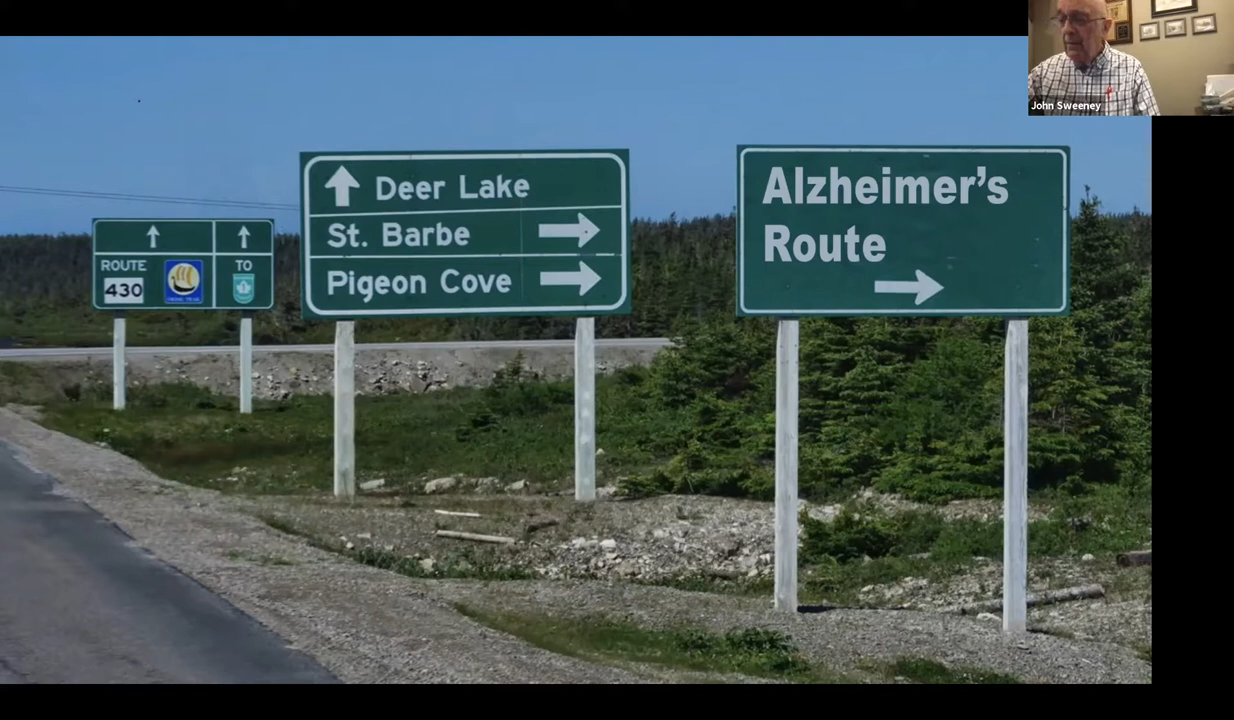 John Sweeney
Deer Lake
St. Barbe
Pigeon Cove
Alzheimer's
Route
ROUTE
TO
430